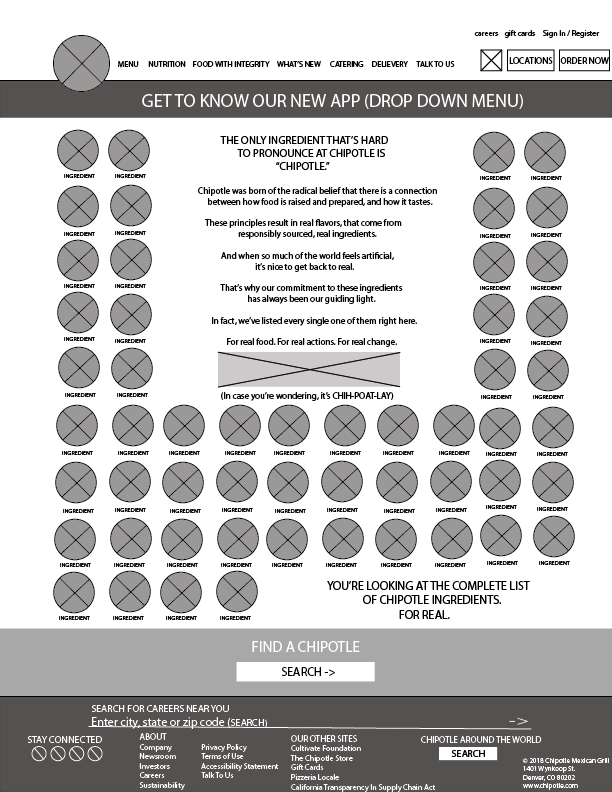 careers gift cards Sign In / Register
MENU NUTRITION FOOD WITH INTEGRITY WHAT'S NEW CATERING DELIEVERY TALK TO US LOCATIONS ORDER NOW
GET TO KNOW OUR NEW APP (DROP DOWN MENU)
INGREDIENT INGREDIENT
INGREDIENT INGREDIENT
INGREDIENT INGREDIENT
INGREDIENT INGREDIENT
INGREDIENT INGREDIENT
THE ONLY INGREDIENT THAT'S HARD
TO PRONOUNCE AT CHIPOTLE IS
“CHIPOTLE.”
Chipotle was born of the radical belief that there is a connection
between how food is raised and prepared, and how it tastes.
These principles result in real flavors, that come from
responsibly sourced, real ingredients.
And when so much of the world feels artificial,
it's nice to get back to real.
That's why our commitment to these ingredients
has always been our guiding light.
In fact, we've listed every single one of them right here.
For real food. For real actions. For real change.
(In case you're wondering, it's CHIH-POAT-LAY)
INGREDIENT INGREDIENT
INGREDIENT INGREDIENT
INGREDIENT INGREDIENT
INGREDIENT INGREDIENT
INGREDIENT INGREDIENT
INGREDIENT INGREDIENT INGREDIENT INGREDIENT INGREDIENT INGREDIENT INGREDIENT INGREDIENT INGREDIENT INGREDIENT
INGREDIENT INGREDIENT INGREDIENT INGREDIENT INGREDIENT INGREDIENT INGREDIENT INGREDIENT INGREDIENT INGREDIENT
INGREDIENT INGREDIENT INGREDIENT INGREDIENT INGREDIENT INGREDIENT INGREDIENT INGREDIENT INGREDIENT INGREDIENT
INGREDIENT INGREDIENT INGREDIENT INGREDIENT
YOU'RE LOOKING AT THE COMPLETE LIST
OF CHIPOTLE INGREDIENTS.
FOR REAL.
FIND A CHIPOTLE
SEARCH ->
SEARCH FOR CAREERS NEAR YOU
Enter city, state or zip code (SEARCH) -->
STAY CONNECTED
ABOUT
Company
Newsroom
Investors
Careers
Sustainability
Privacy Policy
Terms of Use
Accessibility Statement
Talk To Us
OUR OTHER SITES
Cultivate Foundation
The Chipotle Store
Gift Cards
Pizzeria Locale
California Transparency In Supply Chain Act
CHIPOTLE AROUND THE WORLD
SEARCH
© 2018 Chipotle Mexican Grill
1401 Wynkoop St.
Denver, CO 80202
www.chipotle.com